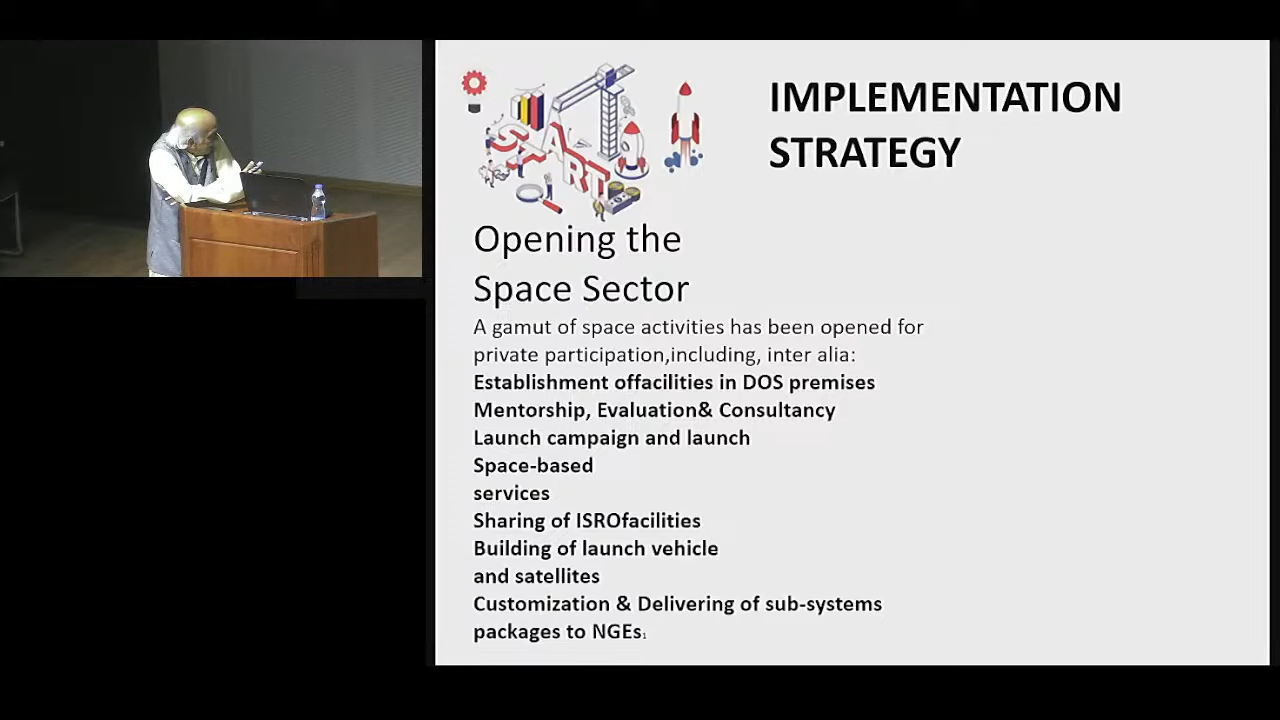 IMPLEMENTATION
STRATEGY
START
Opening the
Space Sector
A gamut of space activities has been opened for
private participation,including, inter alia:
Establishment offacilities in DOS premises
Mentorship, Evaluation& Consultancy
Launch campaign and launch
Space-based
services
Sharing of ISROfacilities
Building of launch vehicle
and satellites
Customization & Delivering of sub-systems
packages to NGEs1